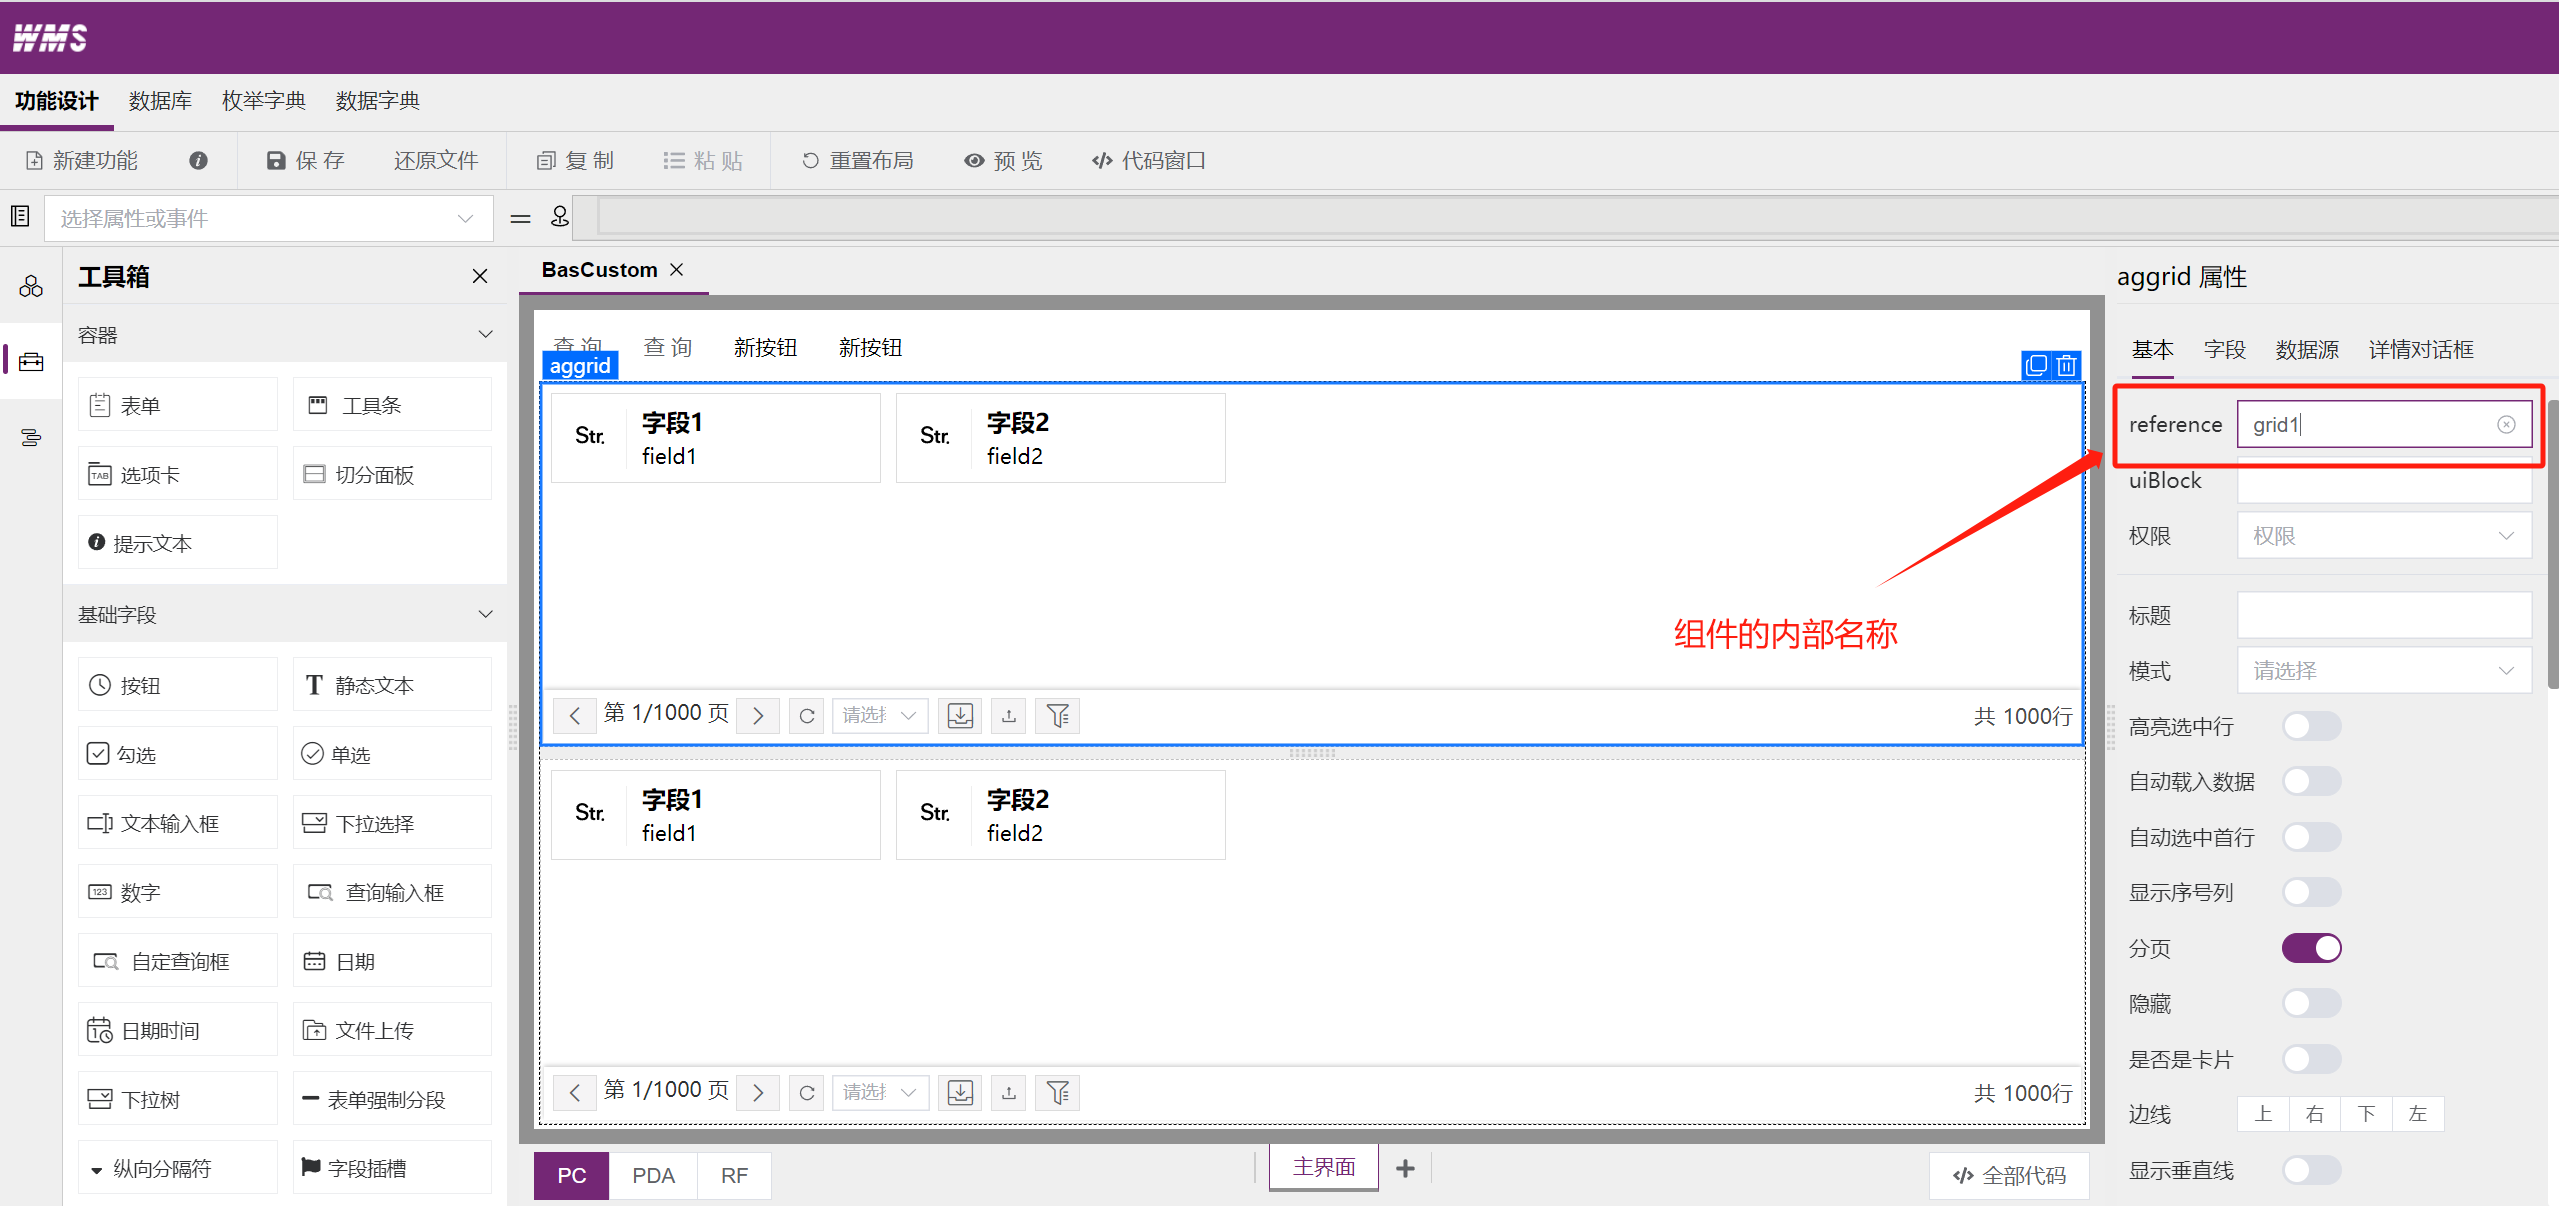 WMS
功能设计 数据库 枚举字典 数据字典
新建功能 保 存 还原文件 复 制 粘 贴 重置布局 预 览 代码窗口
选择属性或事件 =
工具箱
容器
表单 工具条
TAB 选项卡 切分面板
提示文本
基础字段
按钮 T 静态文本
勾选 单选
文本输入框 下拉选择
123 数字 查询输入框
自定查询框 日期
日期时间 文件上传
下拉树 表单强制分段
纵向分隔符 字段插槽
BasCustom
查 询 查 询 新按钮 新按钮
aggrid
Str. 字段1 field1 Str. 字段2 field2
第 1/1000 页 请选择 共 1000行
Str. 字段1 field1 Str. 字段2 field2
第 1/1000 页 请选择 共 1000行
组件的内部名称
PC PDA RF 主界面 + 全部代码
aggrid 属性
基本 字段 数据源 详情对话框
reference grid1
uiBlock
权限 权限
标题
模式 请选择
高亮选中行
自动载入数据
自动选中首行
显示序号列
分页
隐藏
是否是卡片
边线 上 右 下 左
显示垂直线